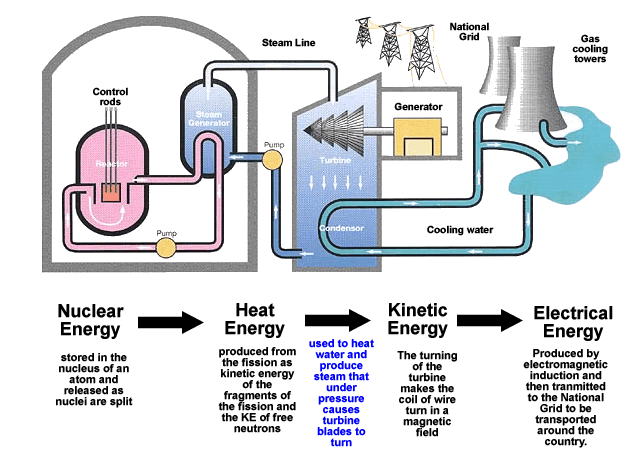 National
Grid
Gas
cooling
towers
Steam Line
Control
rods
Steam
Generator
Generator
Pump
Reactor
Turbine
Pump
Condensor
Cooling water
Nuclear
Energy
stored in the
nucleus of an
atom and
released as
nuclei are split
Heat
Energy
produced from
the fission as
kinetic energy
of the
fragments of
the fission and
the KE of free
neutrons
used to heat
water and
produce
steam that
under
pressure
causes
turbine
blades to
turn
Kinetic
Energy
The turning
of the
turbine
makes the
coil of wire
turn in a
magnetic
field
Electrical
Energy
Produced by
electromagnetic
induction and
then tranmitted
to the National
Grid to be
transported
around the
country.